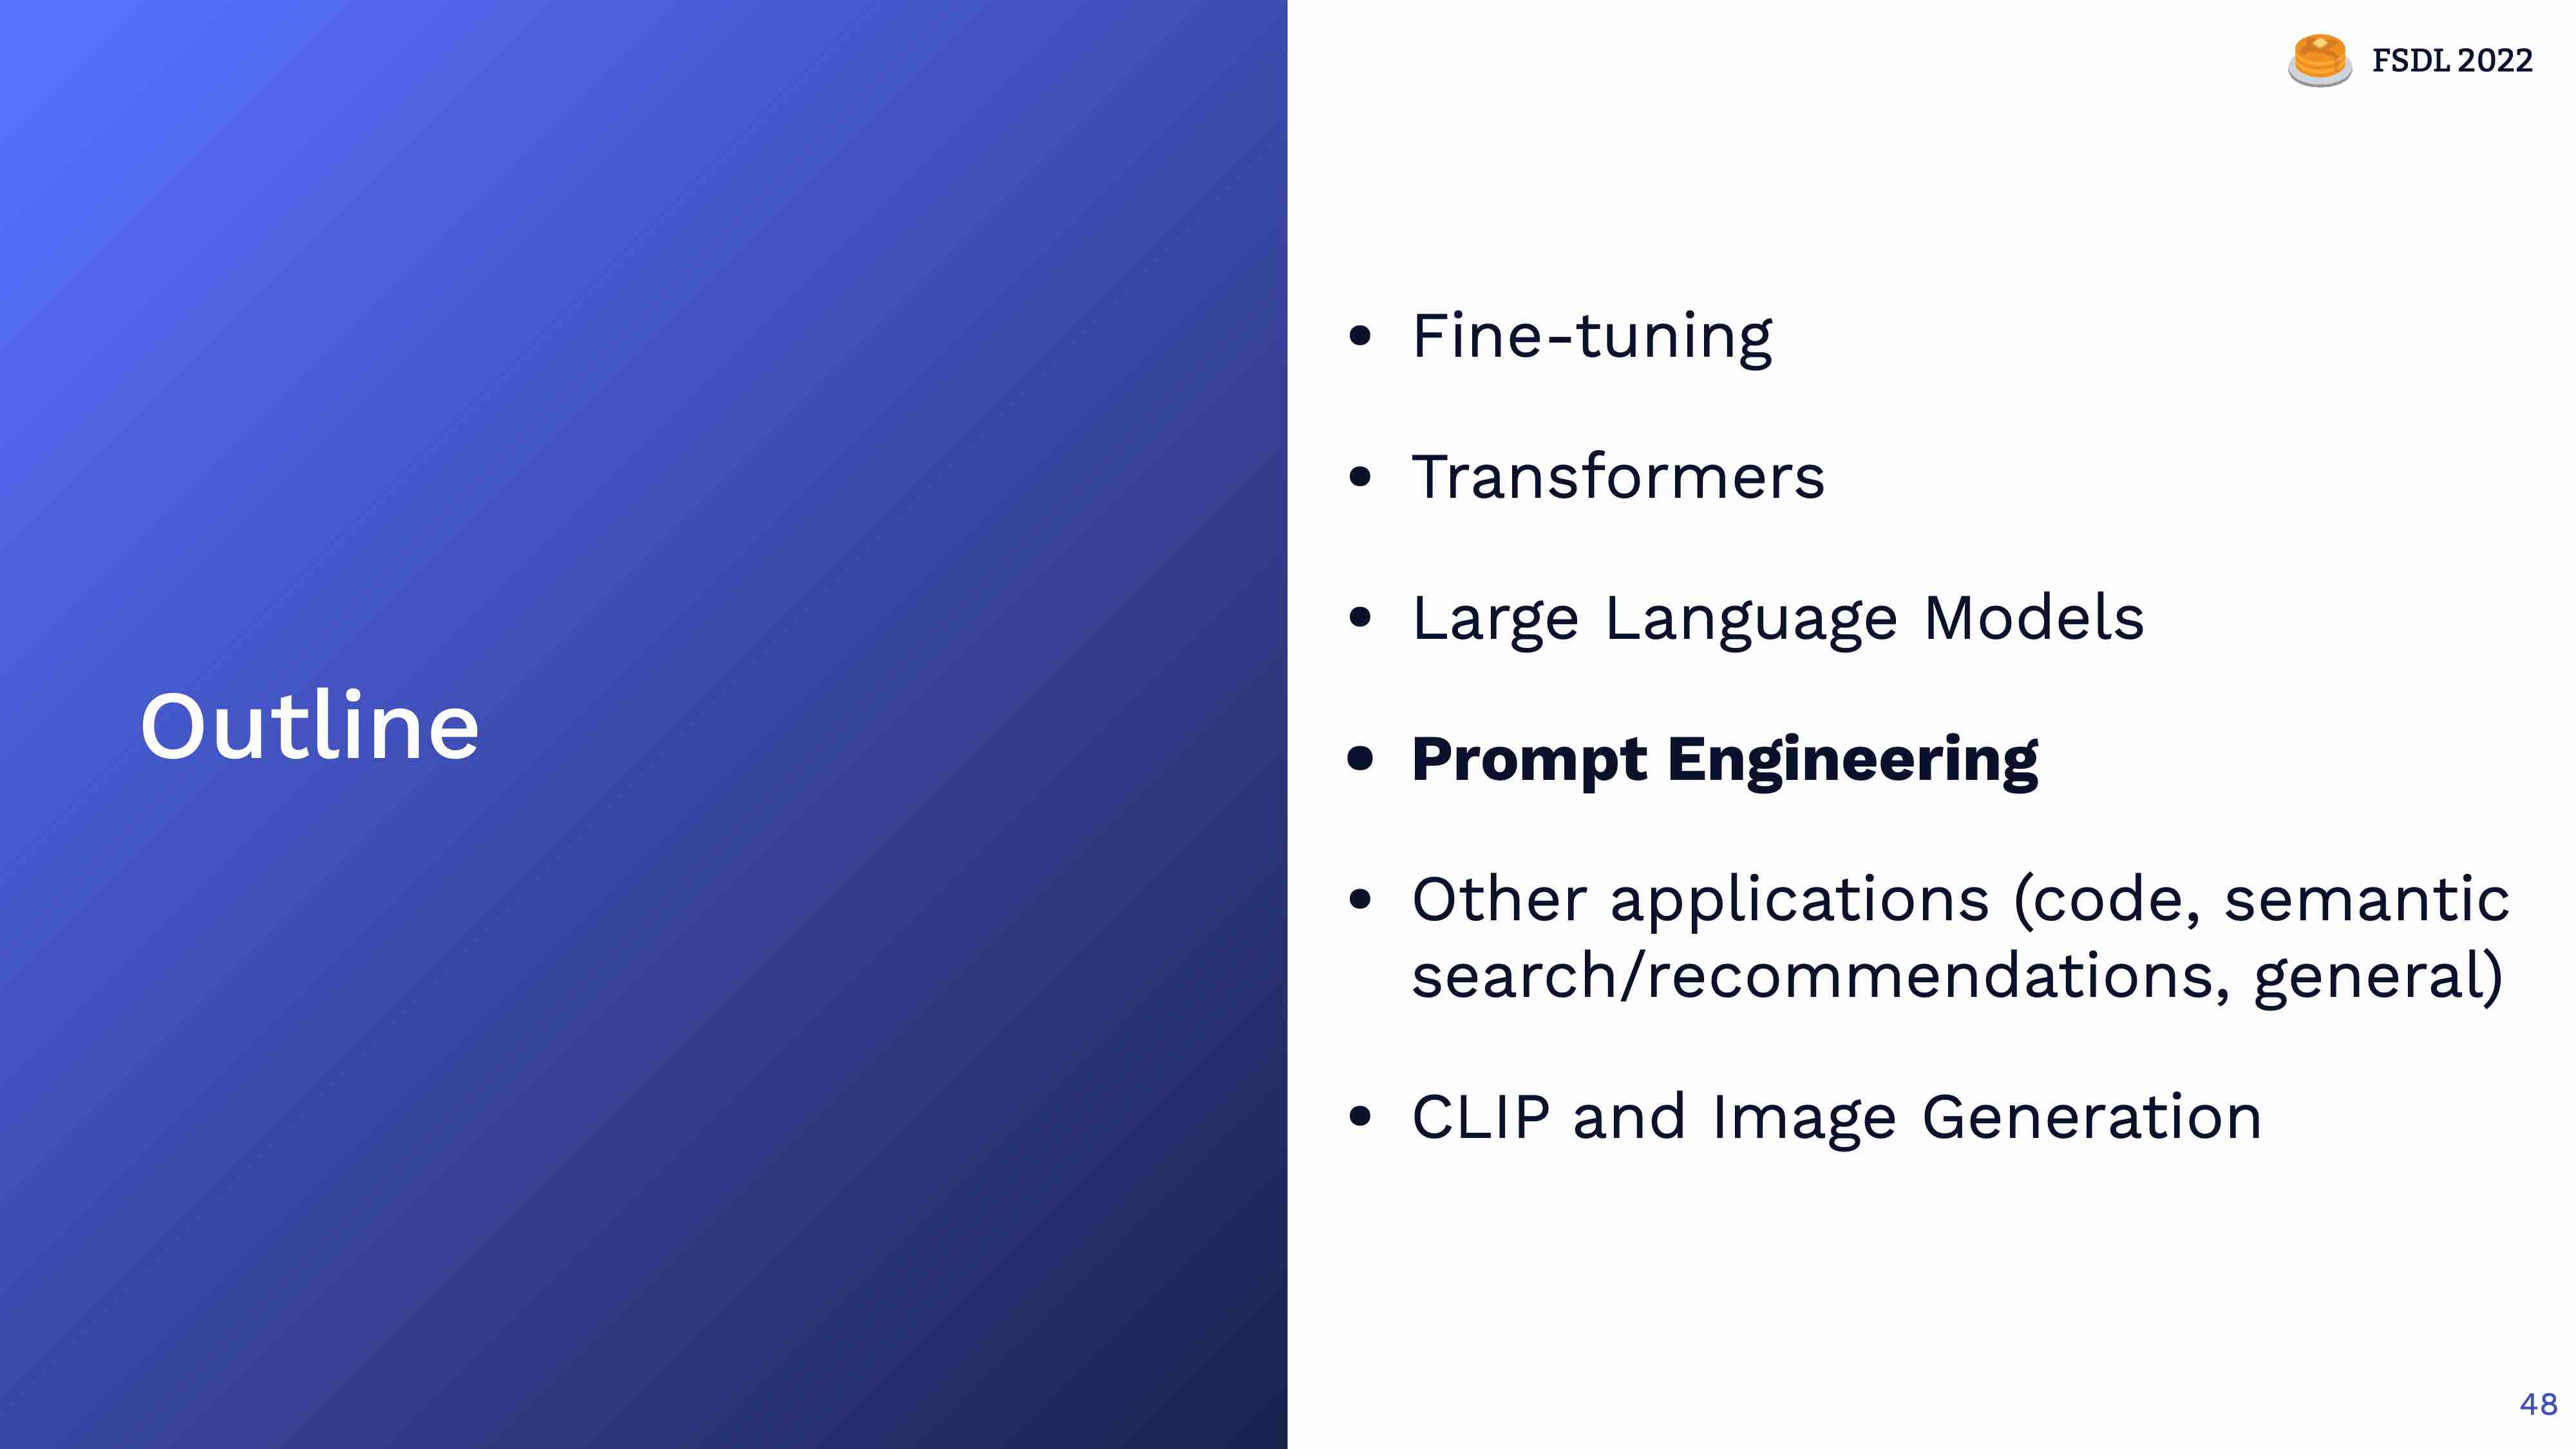 FSDL 2022
Outline
• Fine-tuning
• Transformers
• Large Language Models
• Prompt Engineering
• Other applications (code, semantic
search/recommendations, general)
• CLIP and Image Generation
48